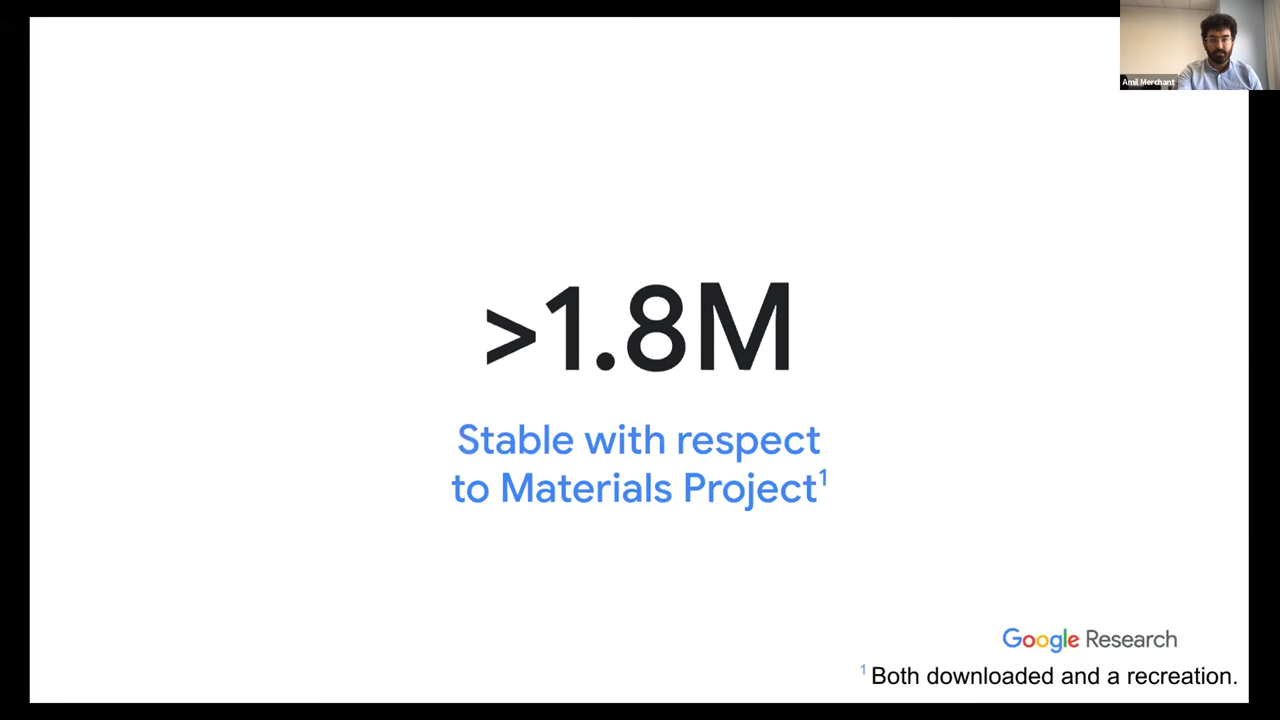 Amil Merchant
>1.8M
Stable with respect
to Materials Project¹
Google Research
¹ Both downloaded and a recreation.